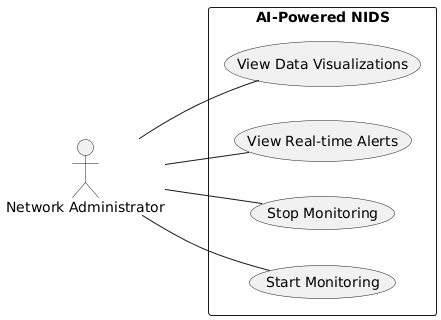 AI-Powered NIDS
View Data Visualizations
View Real-time Alerts
Network Administrator
Stop Monitoring
Start Monitoring